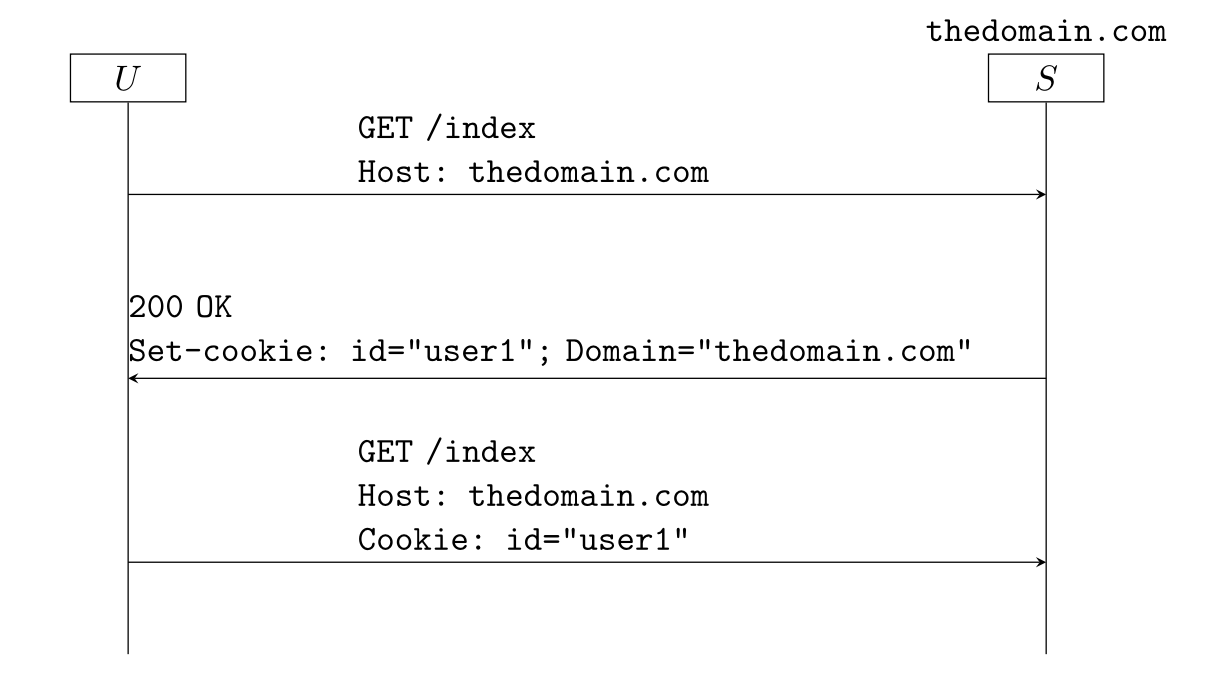 thedomain.com
U
S
GET /index
Host: thedomain.com
200 OK
Set-cookie: id="user1"; Domain="thedomain.com"
GET /index
Host: thedomain.com
Cookie: id="user1"